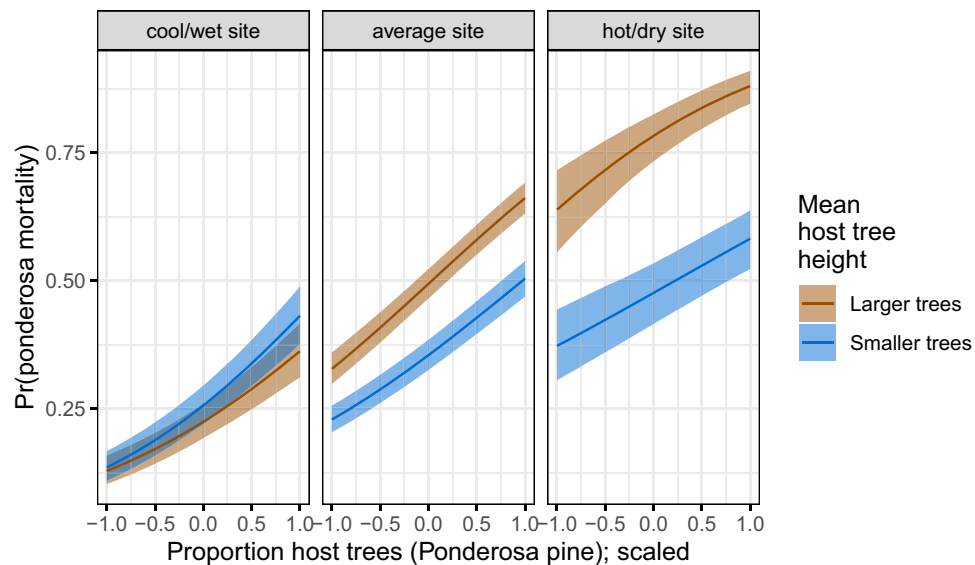 cool/wet site average site hot/dry site
Pr(ponderosa mortality)
0.75
0.50
0.25
−1.0 −0.5 0.0 0.5 1.0 −1.0 −0.5 0.0 0.5 1.0 −1.0 −0.5 0.0 0.5 1.0
Proportion host trees (Ponderosa pine); scaled
Mean
host tree
height
Larger trees
Smaller trees